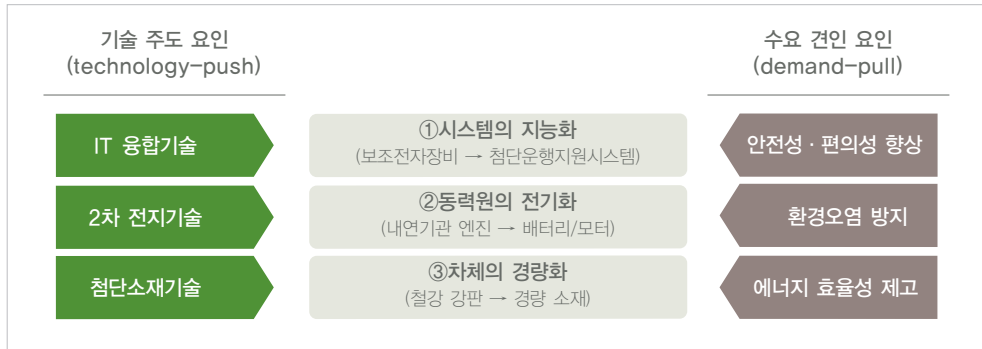 기술 주도 요인
(technology-push)
수요 견인 요인
(demand-pull)
IT 융합기술
①시스템의 지능화
(보조전자장비 → 첨단운행지원시스템)
안전성 · 편의성 향상
2차 전지기술
②동력원의 전기화
(내연기관 엔진 → 배터리/모터)
환경오염 방지
첨단소재기술
③차체의 경량화
(철강 강판 → 경량 소재)
에너지 효율성 제고